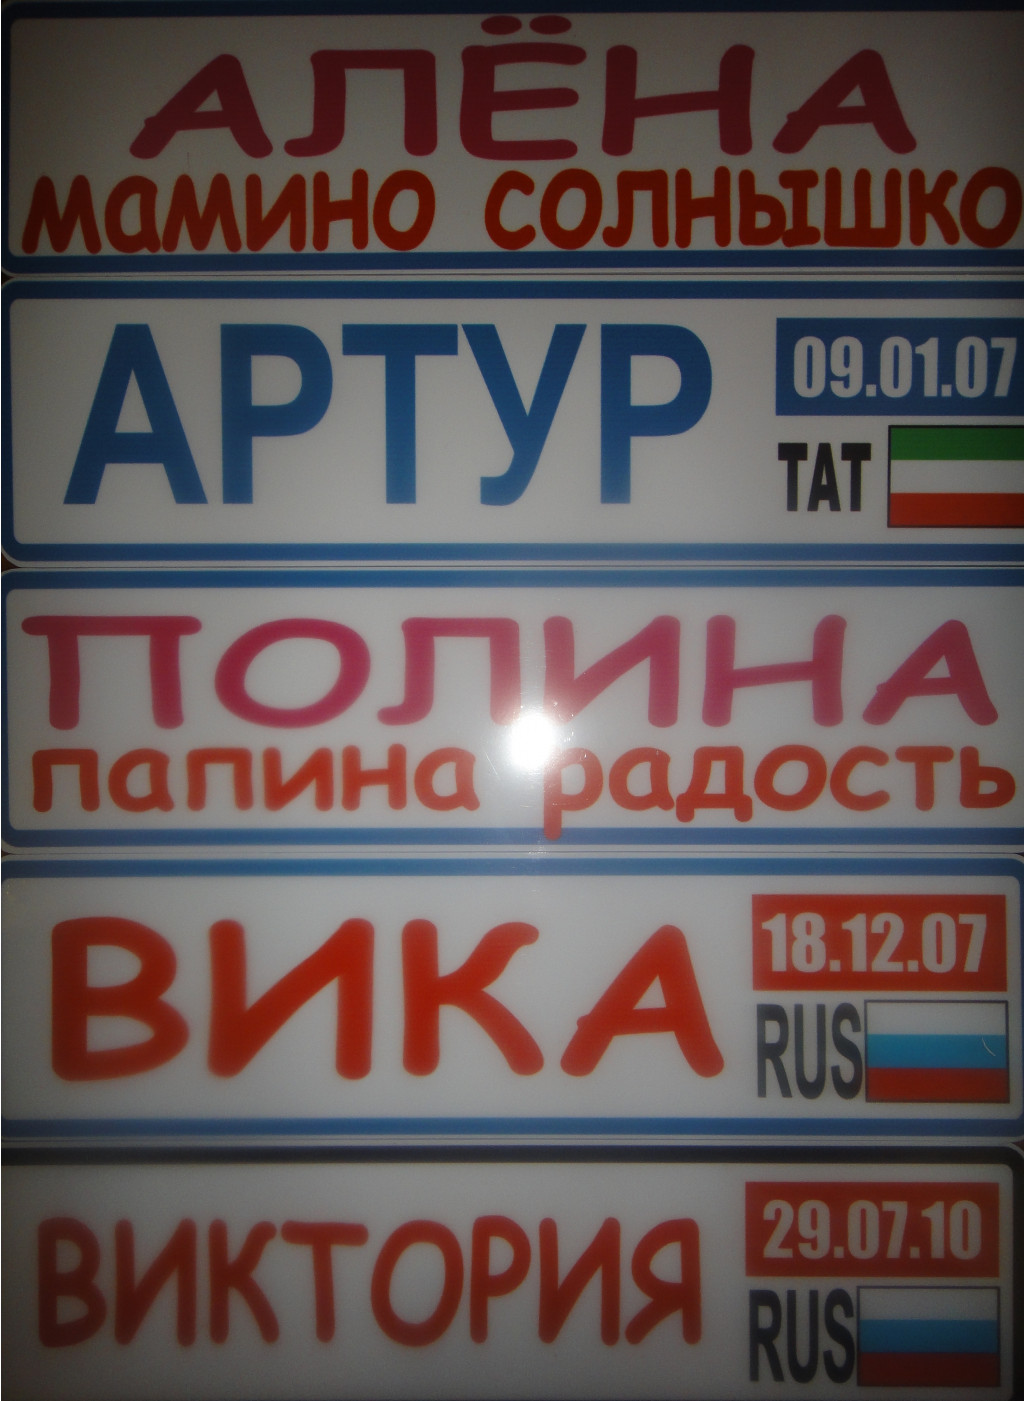 АЛЁНА
мамино солнышко
АРТУР
09.01.07
TAT
ПОЛИНА
папина радость
ВИКА
18.12.07
RUS
ВИКТОРИЯ
29.07.10
RUS